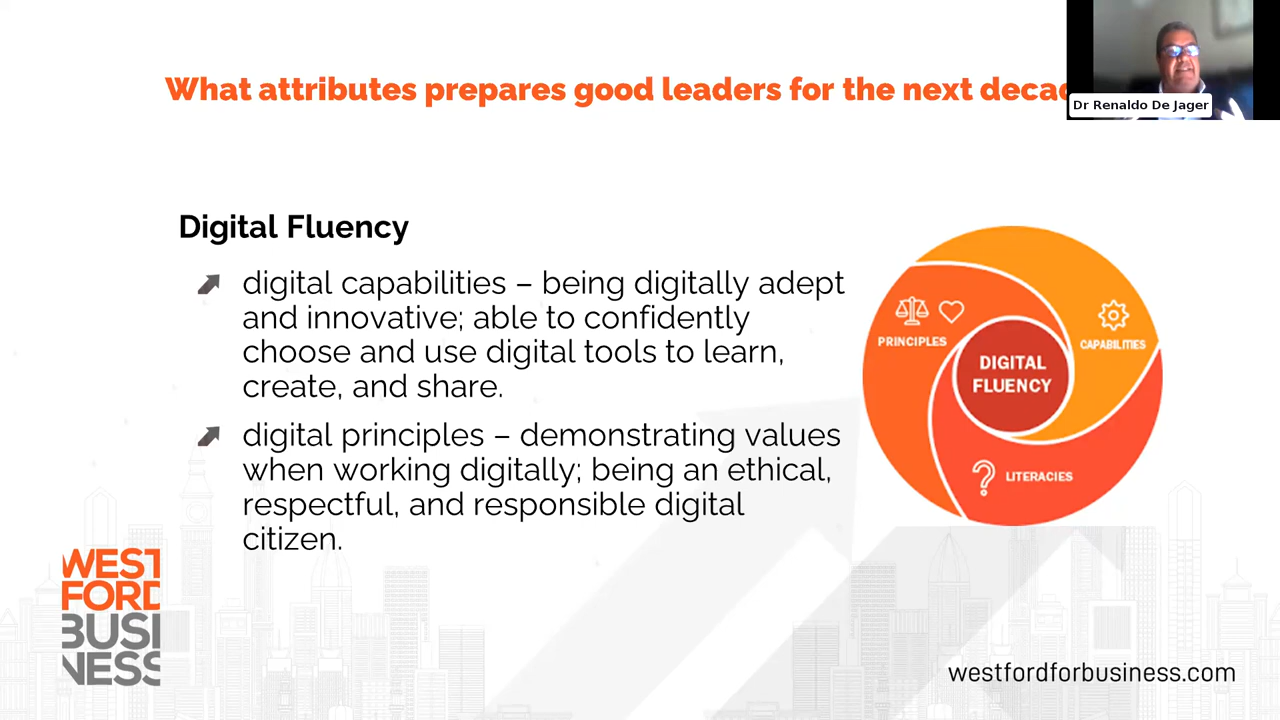 What attributes prepares good leaders for the next
Dr Renaldo De Jager
Digital Fluency
digital capabilities – being digitally adept
and innovative; able to confidently
choose and use digital tools to learn,
create, and share.
digital principles – demonstrating values
when working digitally; being an ethical,
respectful, and responsible digital
citizen.
PRINCIPLES
CAPABILITIES
DIGITAL
FLUENCY
LITERACIES
WEST
FORD
BUSI
NESS
westfordforbusiness.com